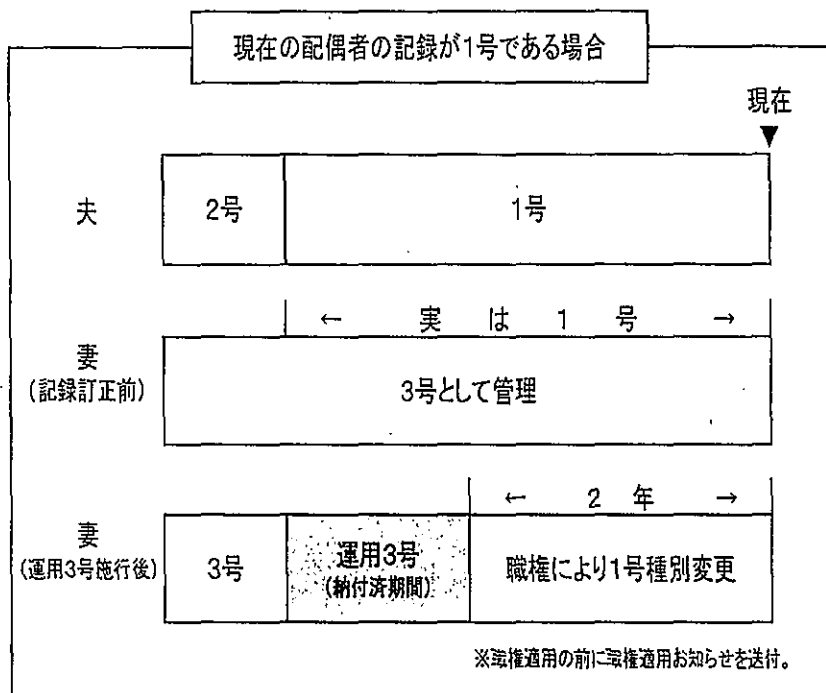 現在の配偶者の記録が1号である場合
現在
▼
夫
2号
1号
← 実は1号 →
妻
(記録訂正前)
3号として管理
← 2年 →
妻
(運用3号施行後)
3号
運用3号
(納付済期間)
職権により1号種別変更
※職権適用の前に職権適用お知らせを送付。